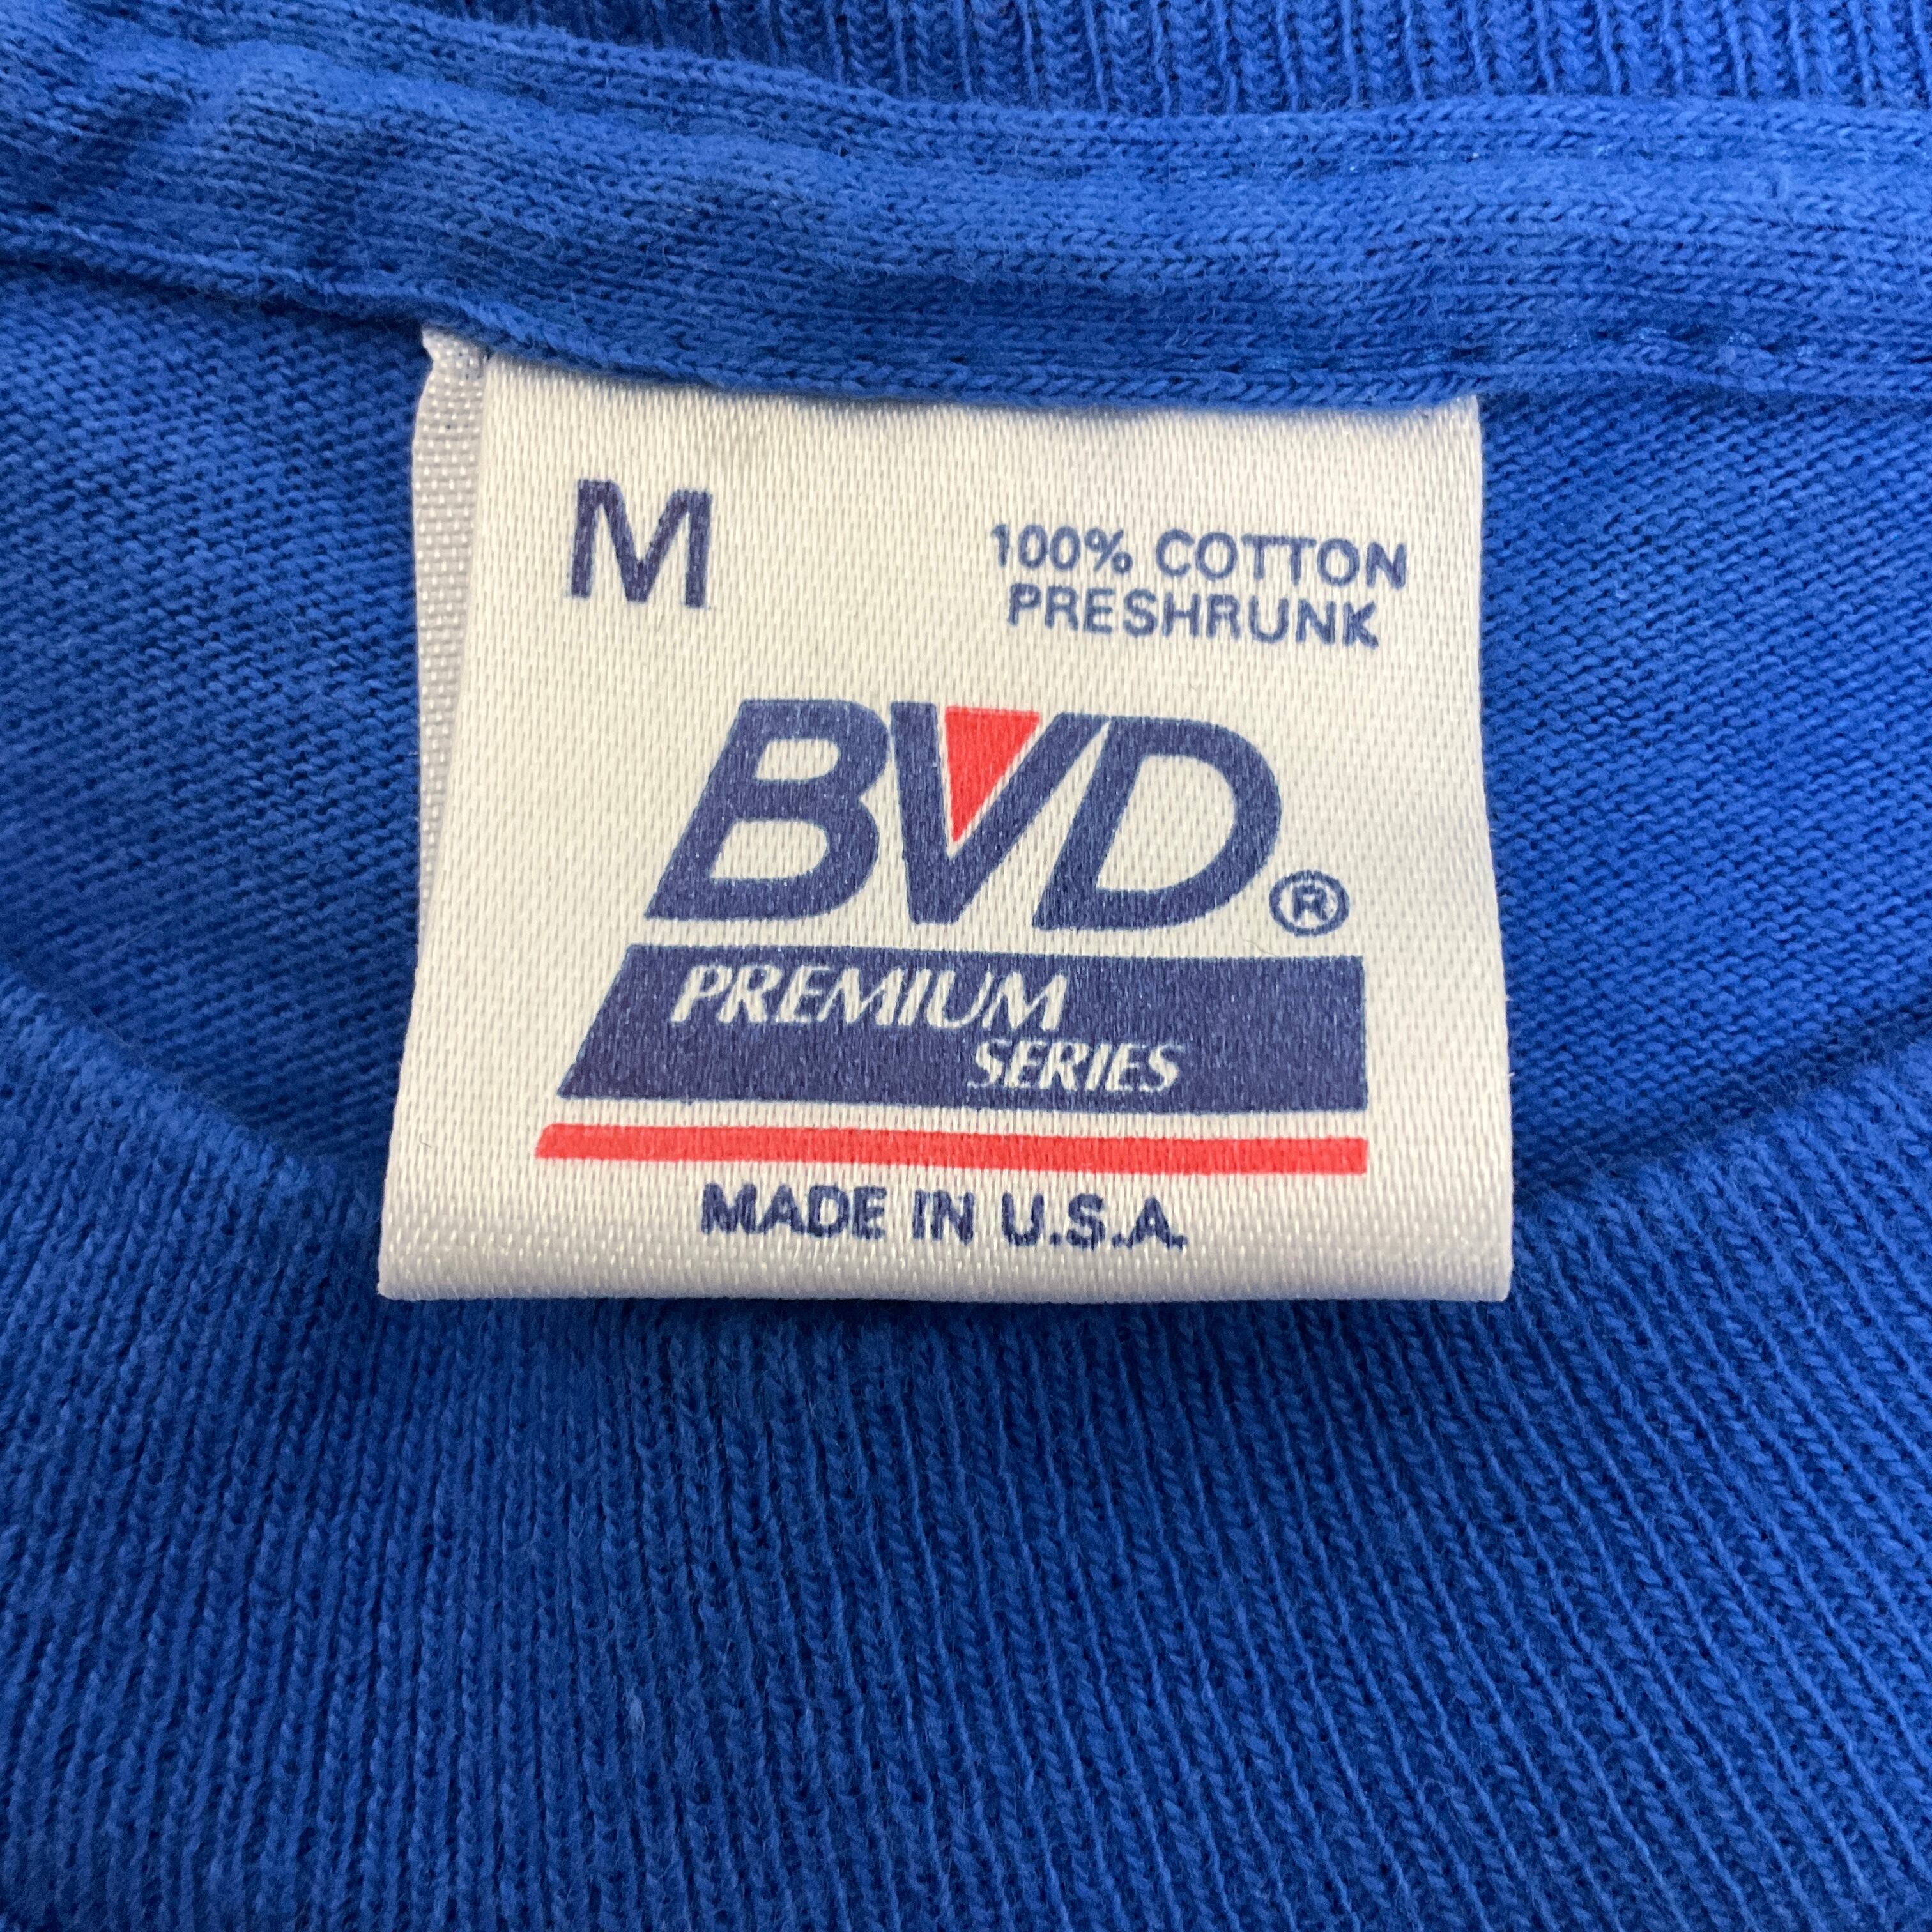 M
100% COTTON
PRESHRUNK
BVD®
PREMIUM
SERIES
MADE IN U.S.A.